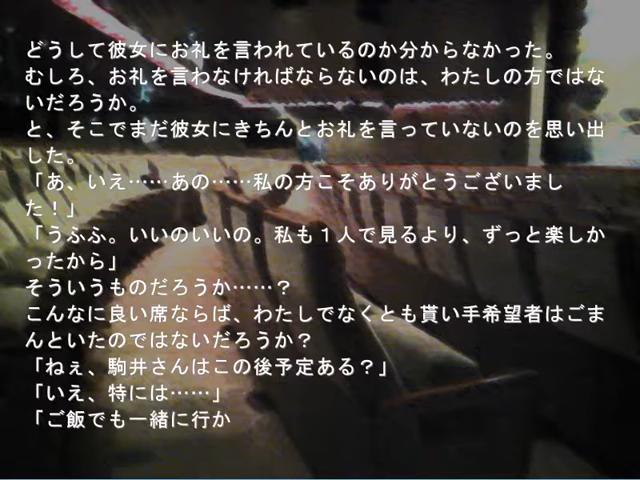 どうして彼女にお礼を言われているのか分からなかった。
むしろ、お礼を言わなければならないのは、わたしの方ではな
いだろうか。
と、そこでまだ彼女にきちんとお礼を言っていないのを思い出
した。
「あ、いえ……あの……私の方こそありがとうございまし
た！」
「うふふ。いいのいいの。私も１人で見るより、ずっと楽しか
ったから」
そういうものだろうか……？
こんなに良い席ならば、わたしでなくとも貰い手希望者はごま
んといたのではないだろうか？
「ねぇ、駒井さんはこの後予定ある？」
「いえ、特には……」
「ご飯でも一緒に行か